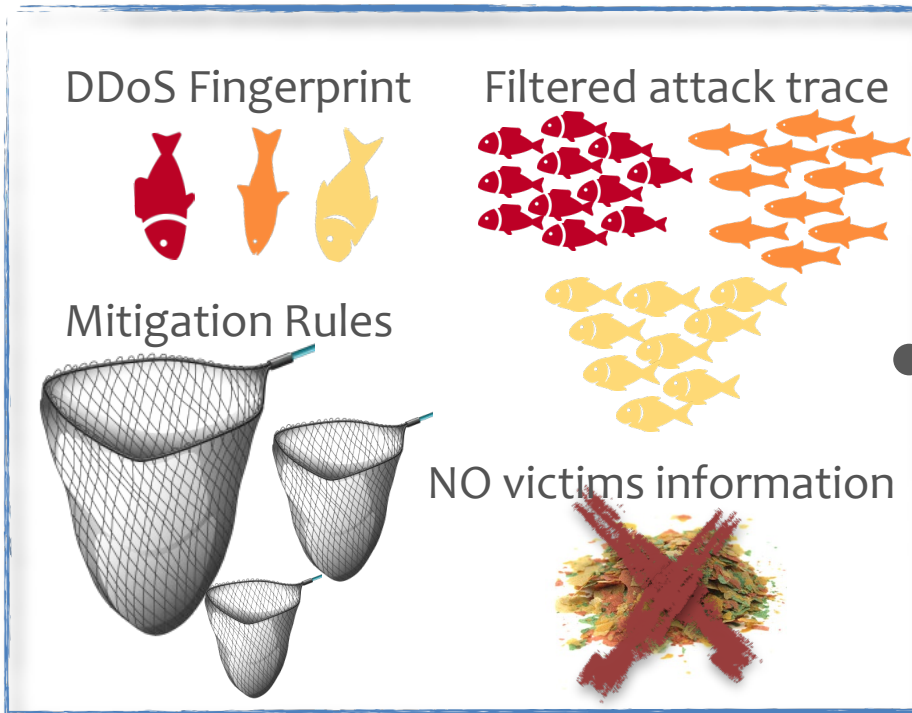 DDoS Fingerprint
Filtered attack trace
Mitigation Rules
NO victims information